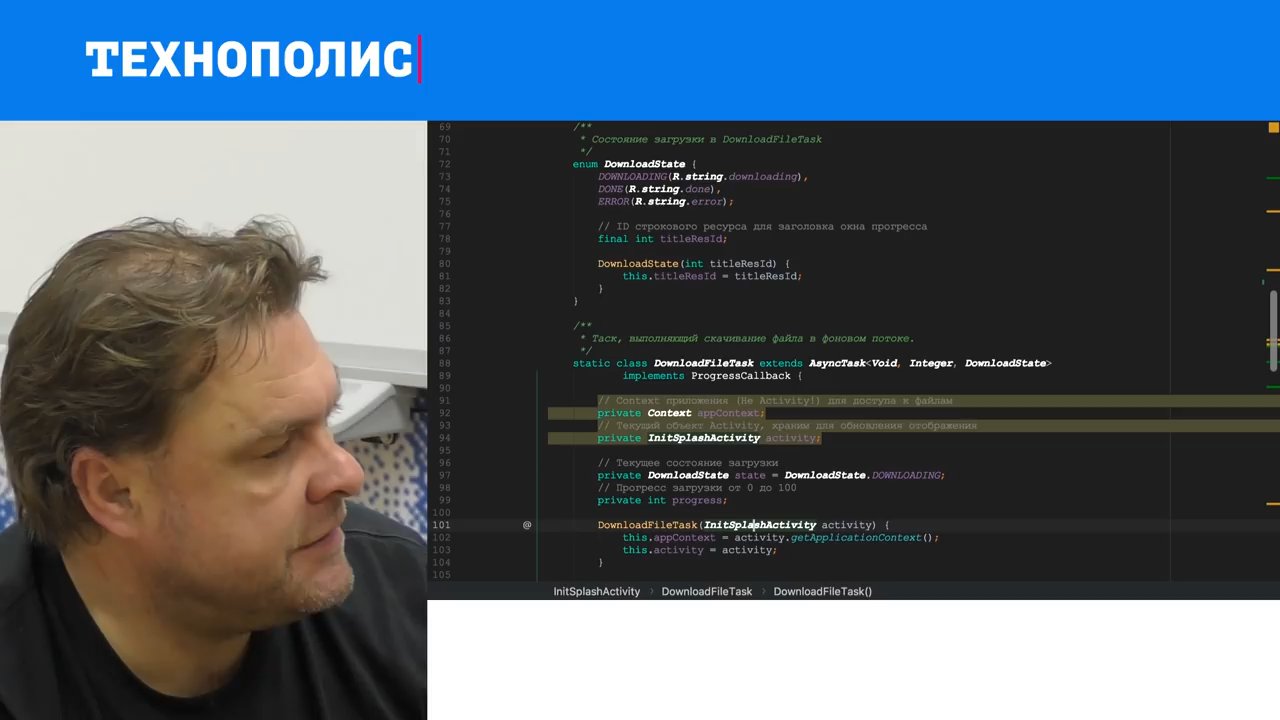 ТЕХНОПОЛИС
69 /**
70 * Состояние загрузки в DownloadFileTask
71 */
72 enum DownloadState {
73 DOWNLOADING(R.string.downloading),
74 DONE(R.string.done),
75 ERROR(R.string.error);
76
77 // ID строкового ресурса для заголовка окна прогресса
78 final int titleResId;
79
80 DownloadState(int titleResId) {
81 this.titleResId = titleResId;
82 }
83 }
84
85 /**
86 * Таск, выполняющий скачивание файла в фоновом потоке.
87 */
88 static class DownloadFileTask extends AsyncTask<Void, Integer, DownloadState>
89 implements ProgressCallback {
90
91 // Context приложения (Не Activity!) для доступа к файлам
92 private Context appContext;
93 // Текущий объект Activity, храним для обновления отображения
94 private InitSplashActivity activity;
95
96 // Текущее состояние загрузки
97 private DownloadState state = DownloadState.DOWNLOADING;
98 // Прогресс загрузки от 0 до 100
99 private int progress;
100
101 @ DownloadFileTask(InitSplashActivity activity) {
102 this.appContext = activity.getApplicationContext();
103 this.activity = activity;
104 }
105
InitSplashActivity › DownloadFileTask › DownloadFileTask()